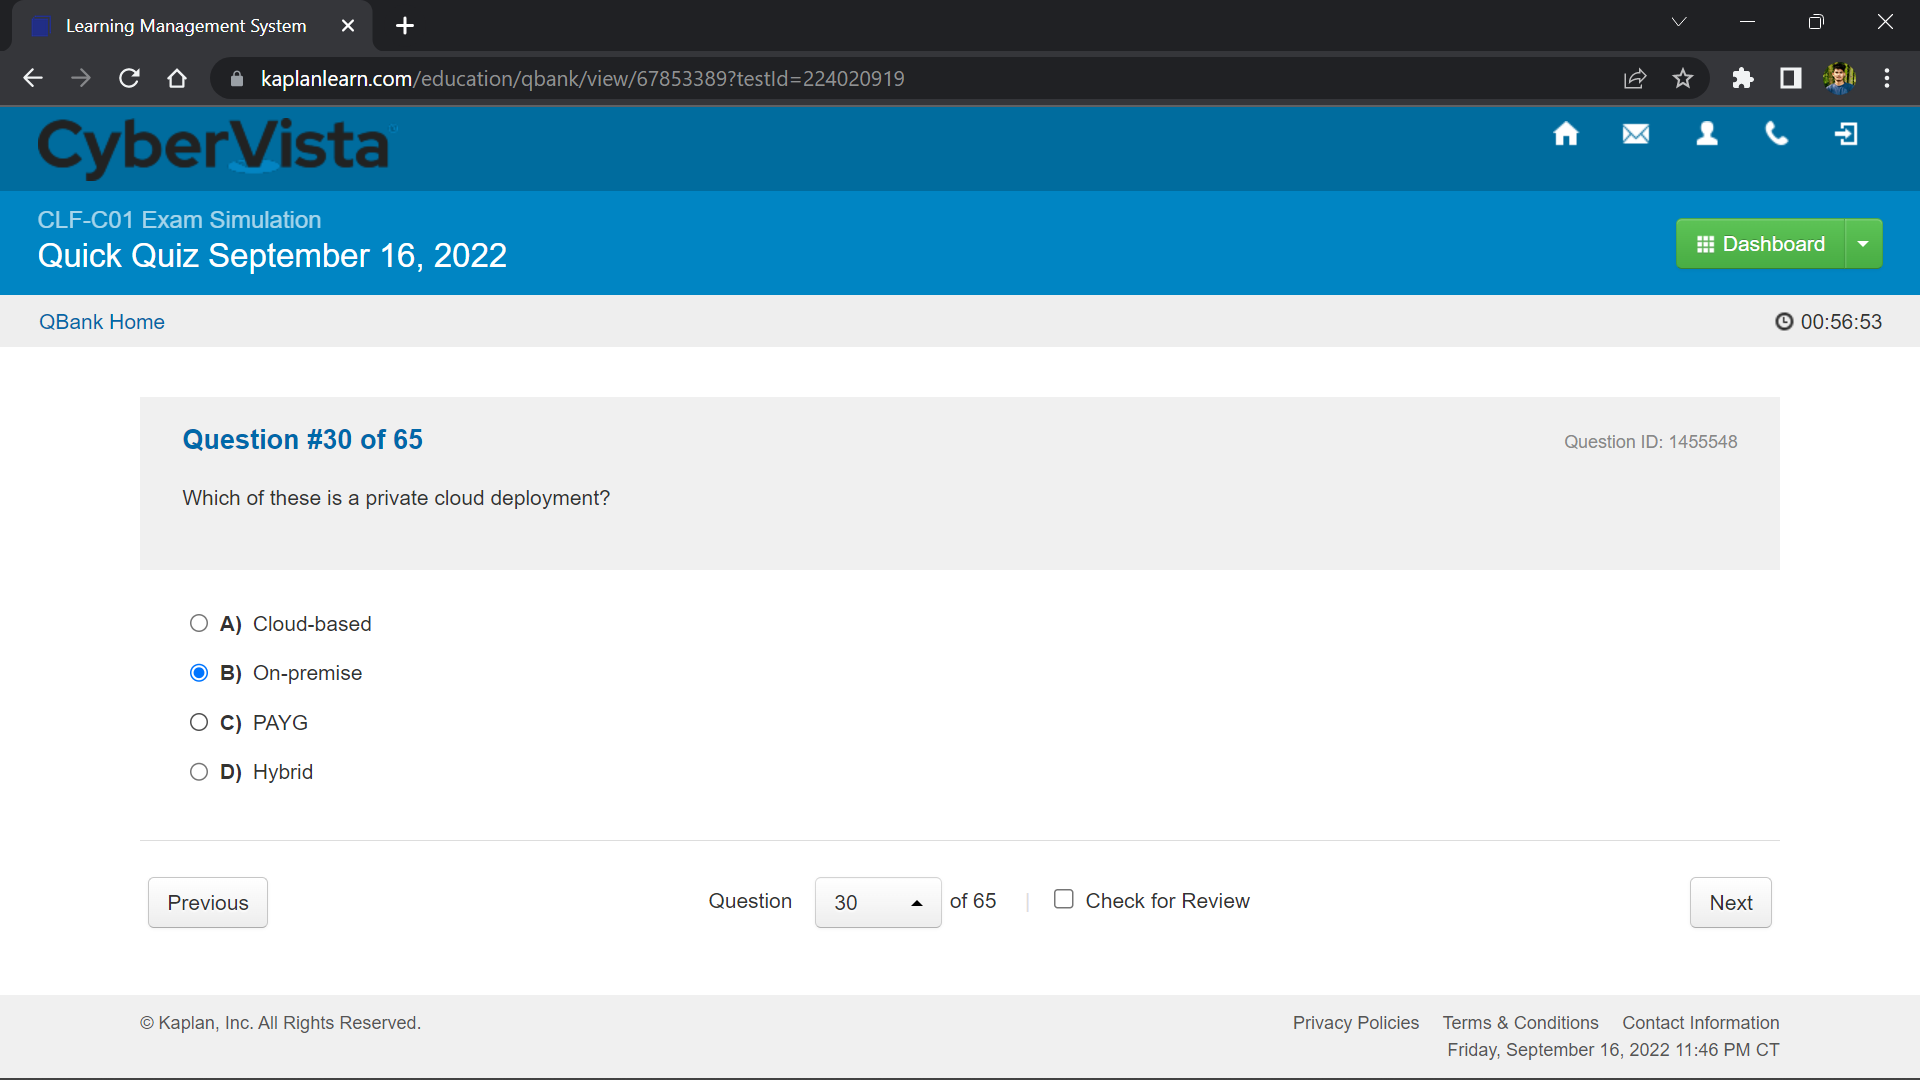 Learning Management System
kaplanlearn.com/education/qbank/view/67853389?testId=224020919
CyberVista
CLF-C01 Exam Simulation
Quick Quiz September 16, 2022
Dashboard
QBank Home
00:56:53
Question #30 of 65
Question ID: 1455548
Which of these is a private cloud deployment?
A) Cloud-based
B) On-premise
C) PAYG
D) Hybrid
Previous
Question 30 of 65 | Check for Review
Next
© Kaplan, Inc. All Rights Reserved.
Privacy Policies Terms & Conditions Contact Information
Friday, September 16, 2022 11:46 PM CT